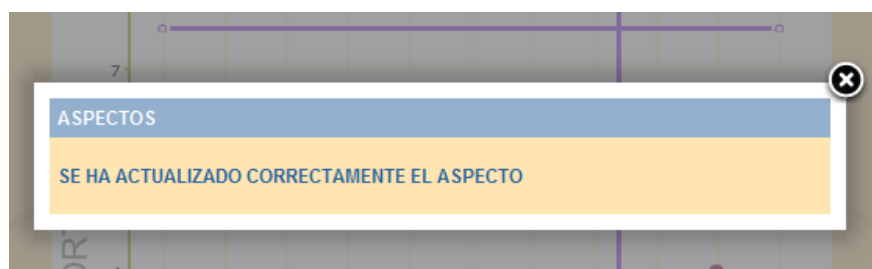 7
ASPECTOS
SE HA ACTUALIZADO CORRECTAMENTE EL ASPECTO